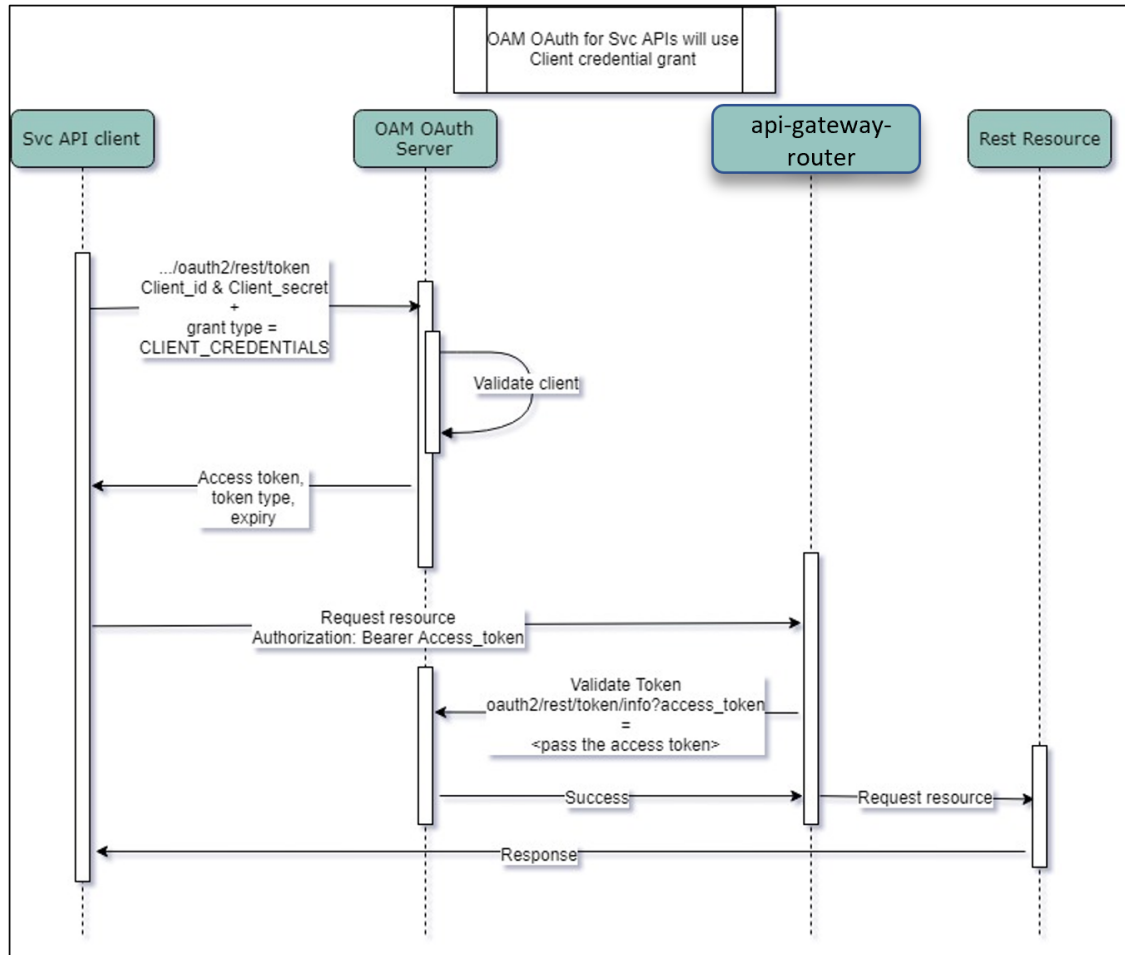 OAM OAuth for Svc APIs will use
Client credential grant
Svc API client
OAM OAuth
Server
api-gateway-
router
Rest Resource
.../oauth2/rest/token
Client_id & Client_secret
+
grant type =
CLIENT_CREDENTIALS
Validate client
Access token,
token type,
expiry
Request resource
Authorization: Bearer Access_token
Validate Token
oauth2/rest/token/info?access_token
=
<pass the access token>
Success
Request resource
Response